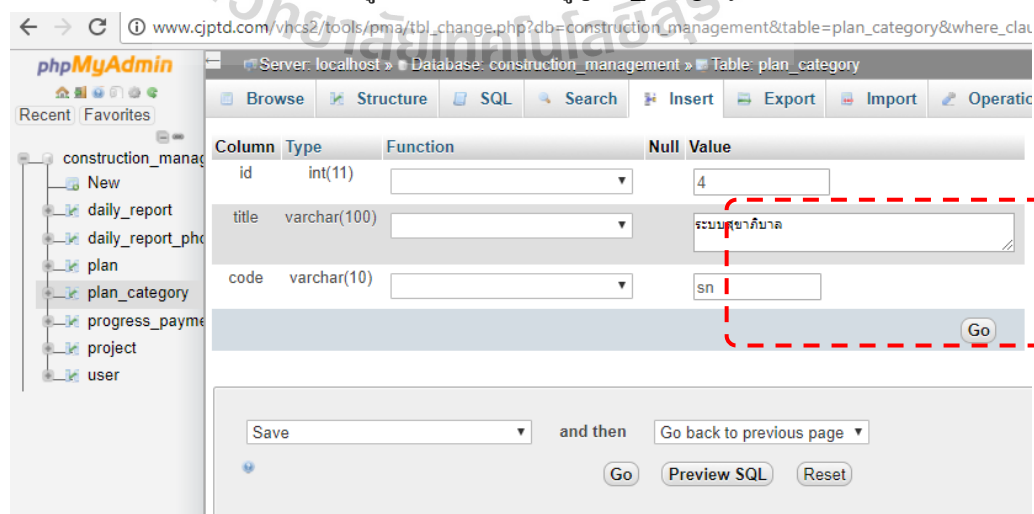 www.cjptd.com/vhcs2/tools/pma/tbl_change.php?db=construction_management&table=plan_category&where_clau
phpMyAdmin
Server: localhost » Database: construction_management » Table: plan_category
Recent Favorites
Browse Structure SQL Search Insert Export Import Operatio
construction_manag
New
daily_report
daily_report_pho
plan
plan_category
progress_payme
project
user
Column Type Function Null Value
id int(11) 4
title varchar(100) ระบบสุขาภิบาล
code varchar(10) sn
Go
Save and then Go back to previous page
Go Preview SQL Reset